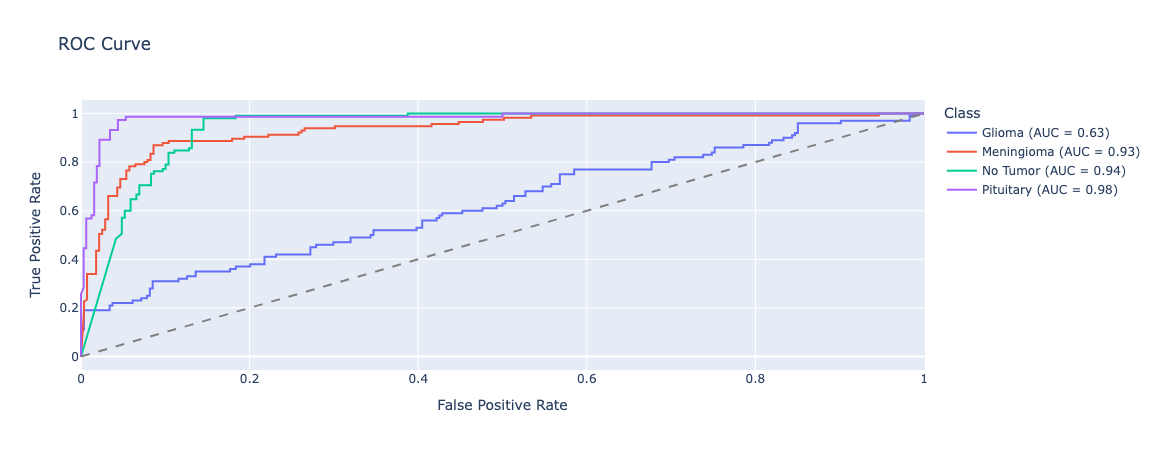 ROC Curve
Class
Glioma (AUC = 0.63)
Meningioma (AUC = 0.93)
No Tumor (AUC = 0.94)
Pituitary (AUC = 0.98)
True Positive Rate
1
0.8
0.6
0.4
0.2
0
0 0.2 0.4 0.6 0.8 1
False Positive Rate